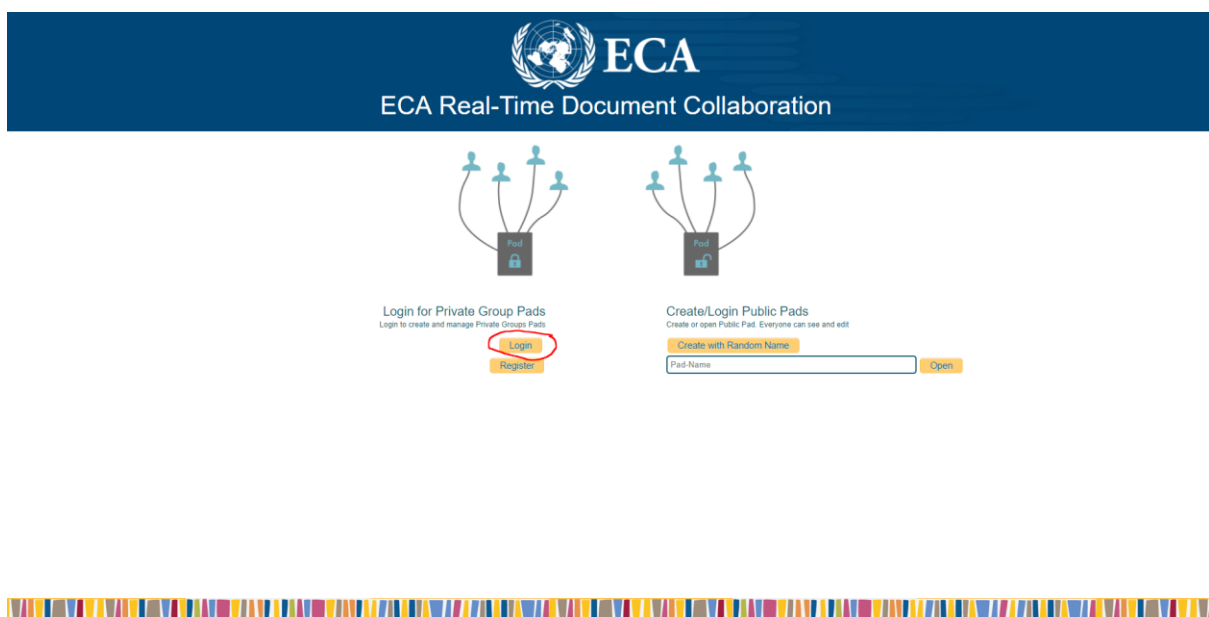 ECA
ECA Real-Time Document Collaboration
Pad
Login for Private Group Pads
Login to create and manage Private Groups Pads
Login
Register
Pad
Create/Login Public Pads
Create or open Public Pad. Everyone can see and edit
Create with Random Name
Pad-Name
Open